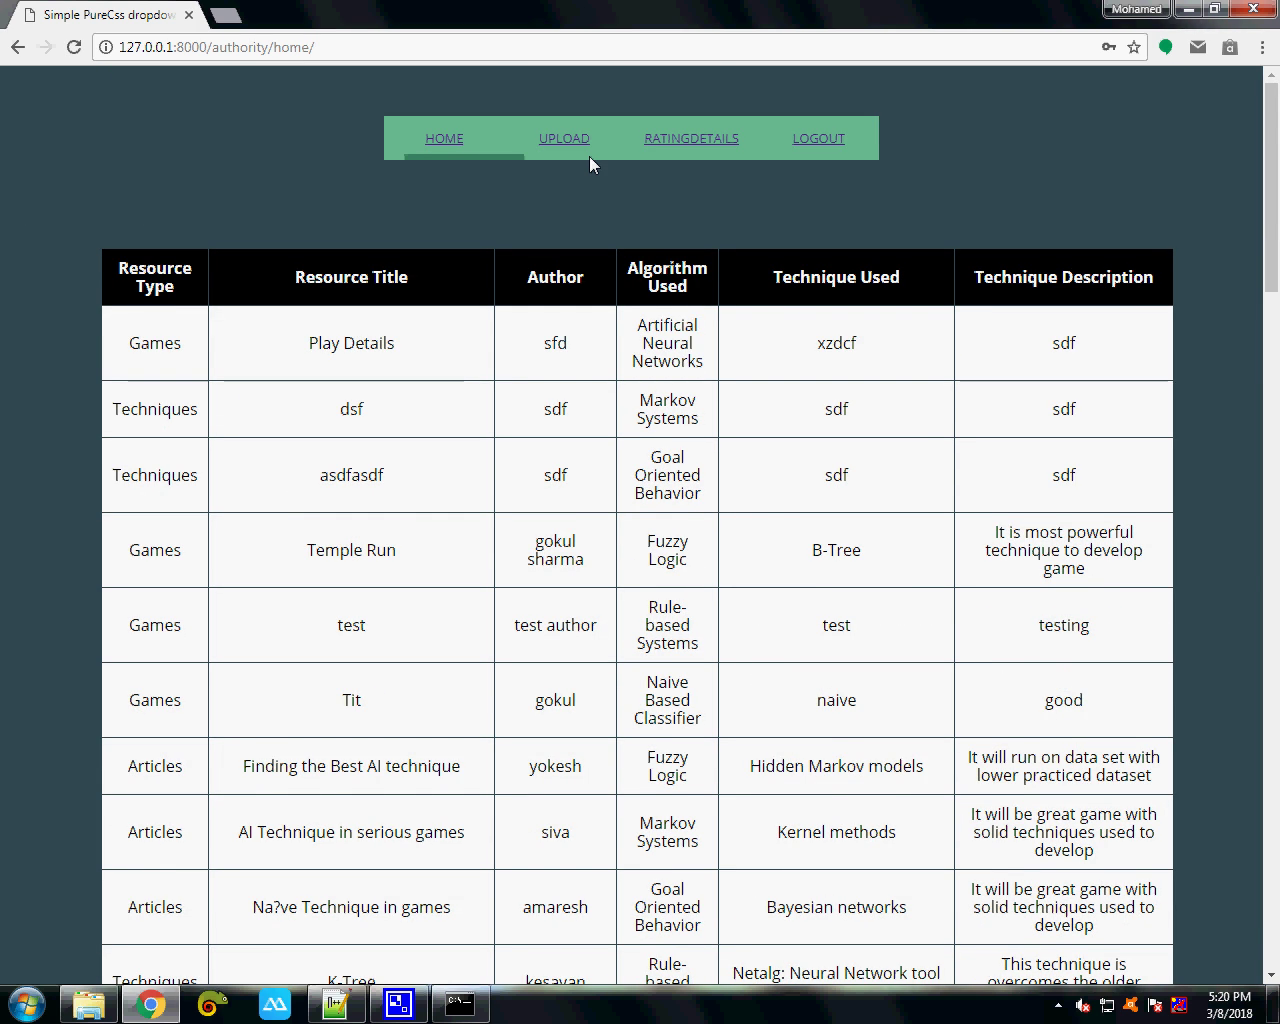 Simple PureCss dropdow
Mohamed
127.0.0.1:8000/authority/home/
HOME UPLOAD RATINGDETAILS LOGOUT
Resource Type Resource Title Author Algorithm Used Technique Used Technique Description
Games Play Details sfd Artificial Neural Networks xzdcf sdf
Techniques dsf sdf Markov Systems sdf sdf
Techniques asdfasdf sdf Goal Oriented Behavior sdf sdf
Games Temple Run gokul sharma Fuzzy Logic B-Tree It is most powerful technique to develop game
Games test test author Rule-based Systems test testing
Games Tit gokul Naive Based Classifier naive good
Articles Finding the Best AI technique yokesh Fuzzy Logic Hidden Markov models It will run on data set with lower practiced dataset
Articles AI Technique in serious games siva Markov Systems Kernel methods It will be great game with solid techniques used to develop
Articles Na?ve Technique in games amaresh Goal Oriented Behavior Bayesian networks It will be great game with solid techniques used to develop
Techniques K-Tree kesavan Rule-based Netalg: Neural Network tool This technique is overcomes the older
C:\_
5:20 PM
3/8/2018